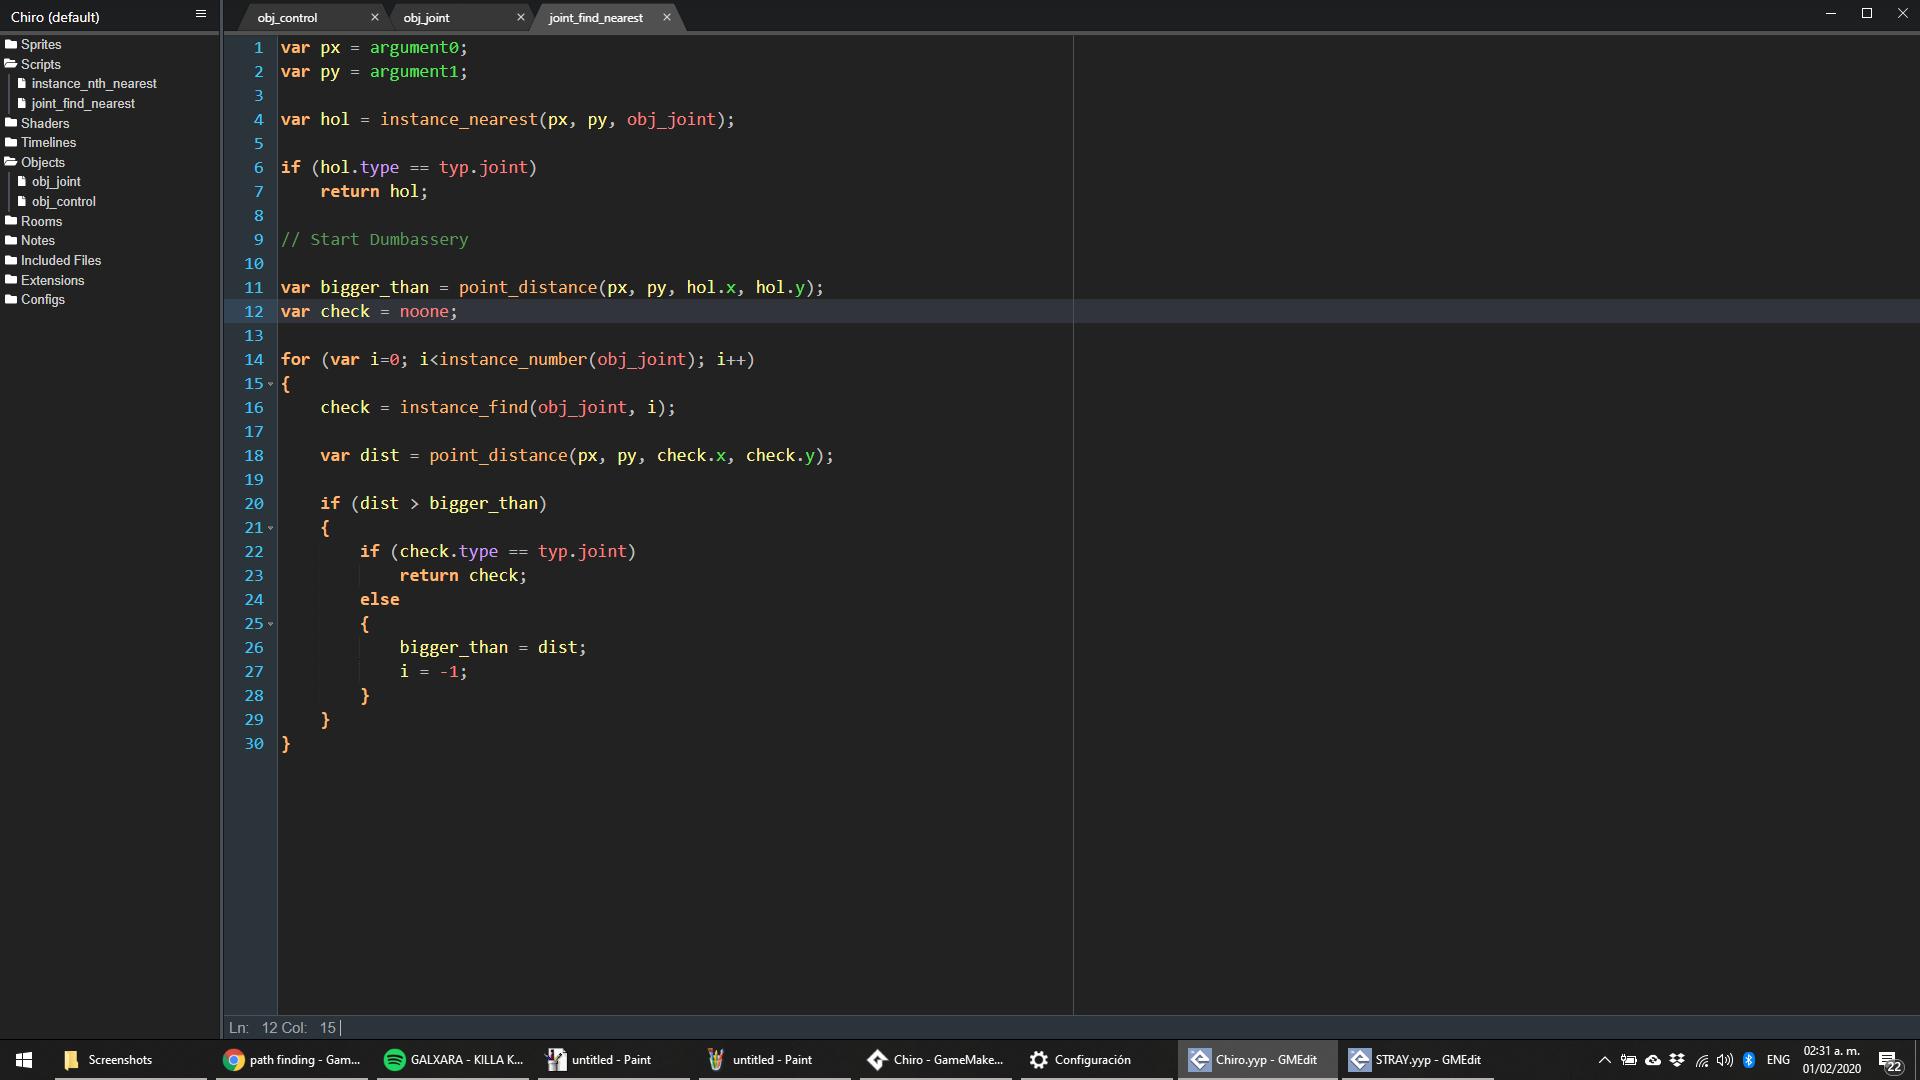 Chiro (default)
obj_control
obj_joint
joint_find_nearest
Sprites
Scripts
instance_nth_nearest
joint_find_nearest
Shaders
Timelines
Objects
obj_joint
obj_control
Rooms
Notes
Included Files
Extensions
Configs
1 var px = argument0;
2 var py = argument1;
3
4 var hol = instance_nearest(px, py, obj_joint);
5
6 if (hol.type == typ.joint)
7 return hol;
8
9 // Start Dumbassery
10
11 var bigger_than = point_distance(px, py, hol.x, hol.y);
12 var check = noone;
13
14 for (var i=0; i<instance_number(obj_joint); i++)
15 {
16 check = instance_find(obj_joint, i);
17
18 var dist = point_distance(px, py, check.x, check.y);
19
20 if (dist > bigger_than)
21 {
22 if (check.type == typ.joint)
23 return check;
24 else
25 {
26 bigger_than = dist;
27 i = -1;
28 }
29 }
30 }
Ln: 12 Col: 15
Screenshots
path finding - Gam...
GALXARA - KILLA K...
untitled - Paint
untitled - Paint
Chiro - GameMake...
Configuración
Chiro.yyp - GMEdit
STRAY.yyp - GMEdit
ENG
02:31 a. m.
01/02/2020
22